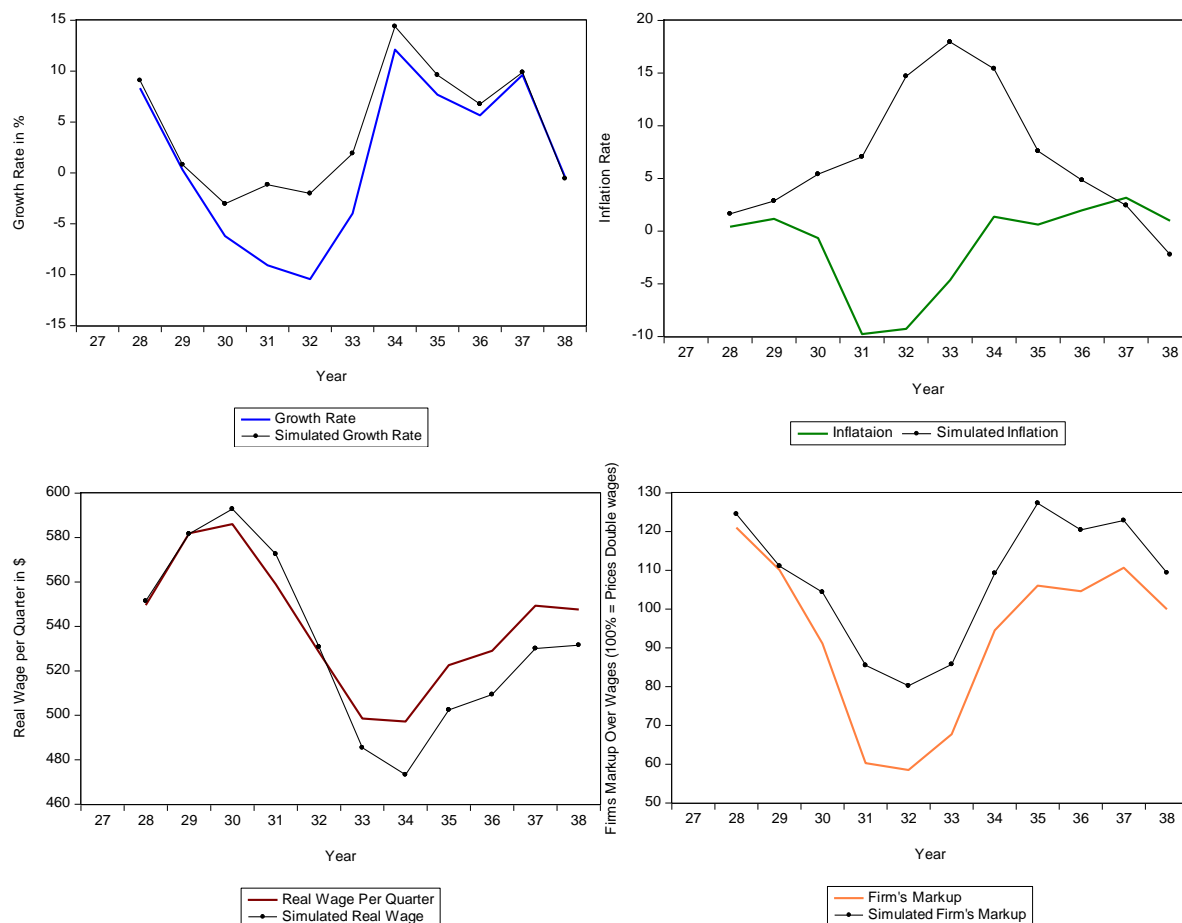 Growth Rate in %
15
10
5
0
-5
-10
-15
27 28 29 30 31 32 33 34 35 36 37 38
Year
Growth Rate
Simulated Growth Rate
Inflation Rate
20
15
10
5
0
-5
-10
27 28 29 30 31 32 33 34 35 36 37 38
Year
Inflataion Simulated Inflation
Real Wage per Quarter in $
600
580
560
540
520
500
480
460
27 28 29 30 31 32 33 34 35 36 37 38
Year
Real Wage Per Quarter
Simulated Real Wage
Firms Markup Over Wages (100% = Prices Double wages)
130
120
110
100
90
80
70
60
50
27 28 29 30 31 32 33 34 35 36 37 38
Year
Firm's Markup
Simulated Firm's Markup